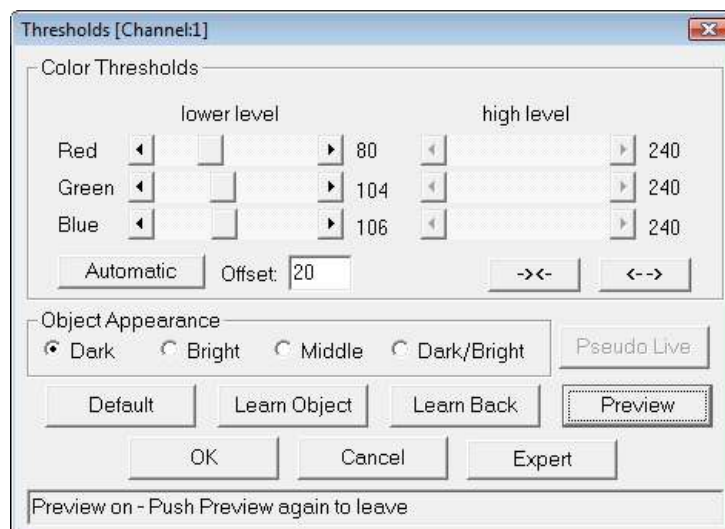 Thresholds [Channel:1]
Color Thresholds
lower level high level
Red 80 240
Green 104 240
Blue 106 240
Automatic Offset: 20 -><- <-->
Object Appearance
Dark Bright Middle Dark/Bright Pseudo Live
Default Learn Object Learn Back Preview
OK Cancel Expert
Preview on - Push Preview again to leave